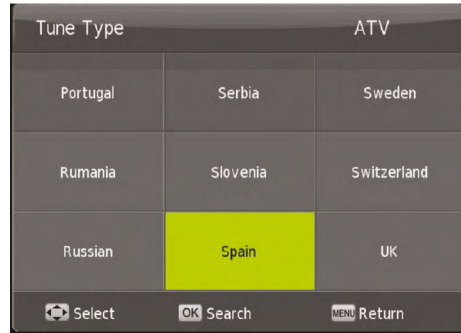 Tune Type ATV
Portugal Serbia Sweden
Rumania Slovenia Switzerland
Russian Spain UK
Select OK Search MENU Return